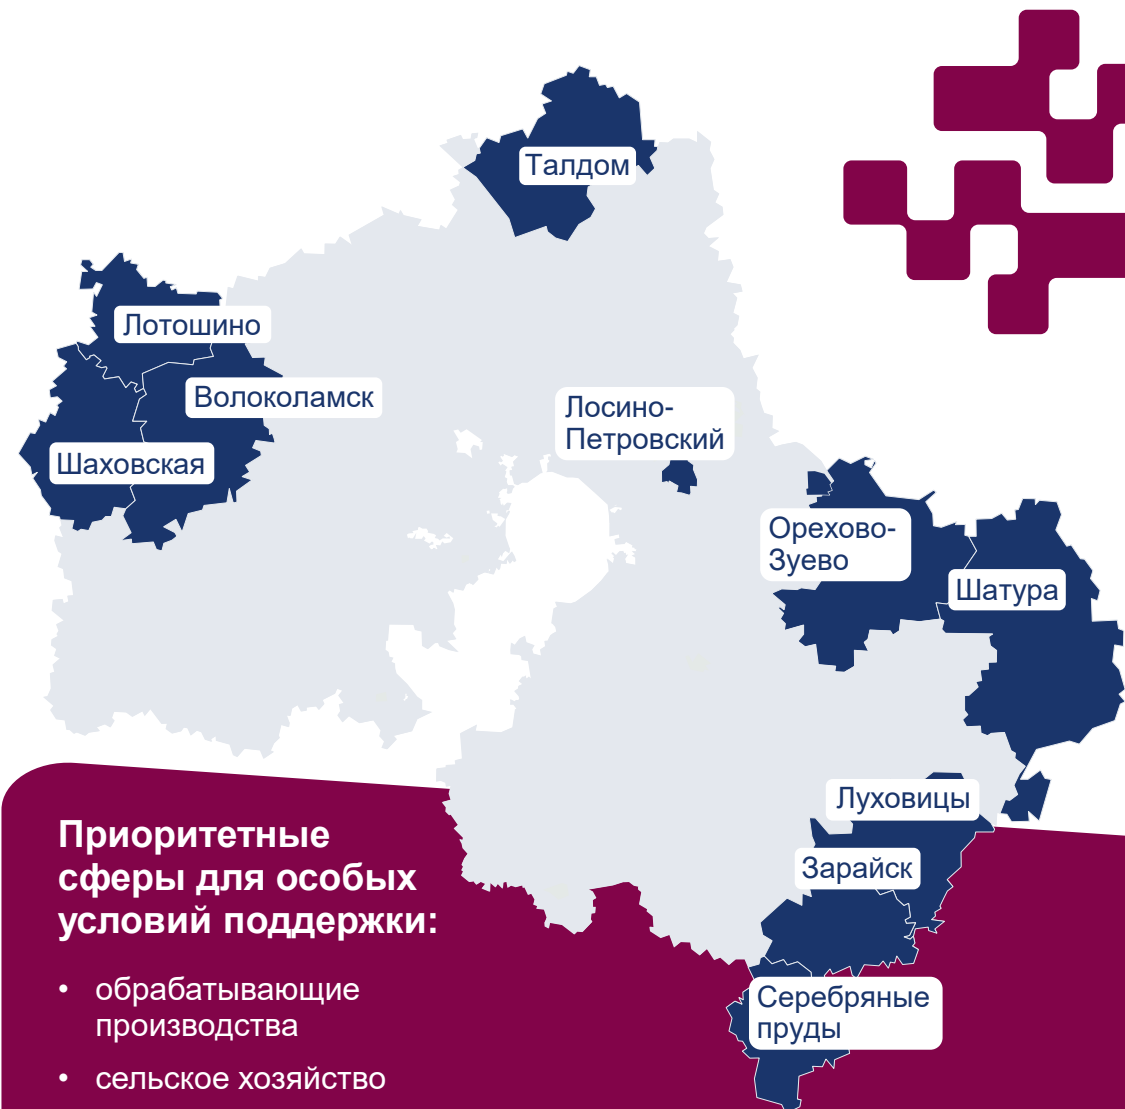 Талдом
Лотошино
Волоколамск
Шаховская
Лосино-
Петровский
Орехово-
Зуево
Шатура
Луховицы
Зарайск
Серебряные
пруды
Приоритетные
сферы для особых
условий поддержки:
• обрабатывающие
производства
• сельское хозяйство